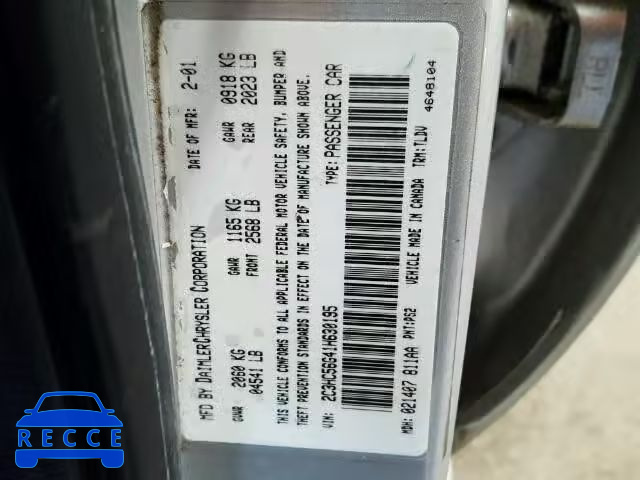 MFD BY DAIMLERCHRYSLER CORPORATION DATE OF MFR: 2-01
GVWR GAWR FRONT GAWR REAR
2060 KG 1165 KG 0918 KG
04541 LB 2568 LB 2023 LB
THIS VEHICLE CONFORMS TO ALL APPLICABLE FEDERAL MOTOR VEHICLE SAFETY, BUMPER AND
THEFT PREVENTION STANDARDS IN EFFECT ON THE DATE OF MANUFACTURE SHOWN ABOVE.
VIN: 2C3HC56G41H630195 TYPE: PASSENGER CAR
MDH: 021407 811AA PNT:PS2 VEHICLE MADE IN CANADA TRM:TLDV
4648104
RECCE